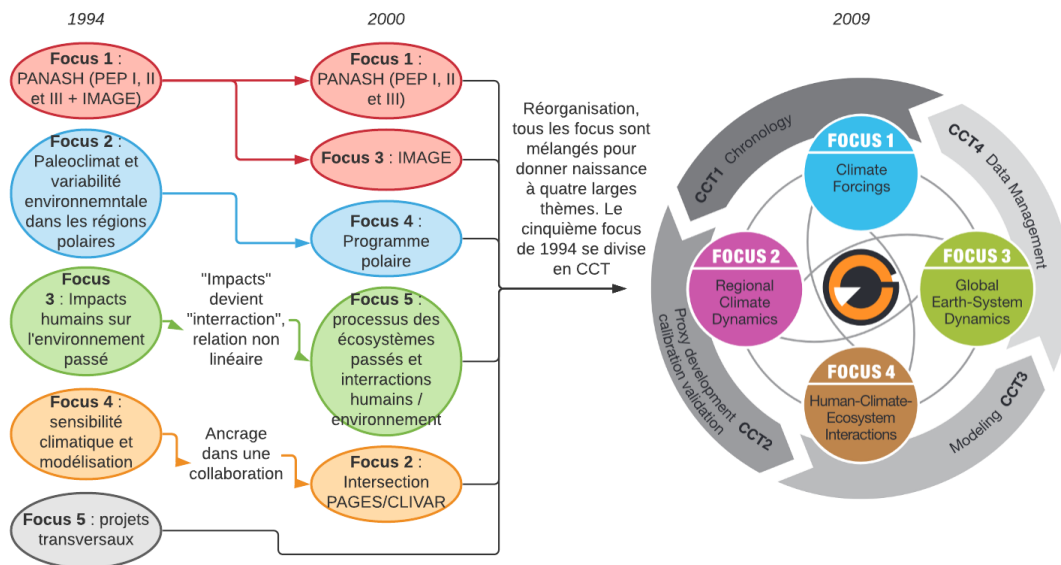 1994
2000
2009
Focus 1 :
PANASH (PEP I, II
et III + IMAGE)
Focus 2 :
Paleoclimat et
variabilité
environnemntale
dans les régions
polaires
Focus
3 : Impacts
humains sur
l'environnement
passé
Focus 4 :
sensibilité
climatique et
modélisation
Focus 5 : projets
transversaux
"Impacts"
devient
"interraction",
relation non
linéaire
Ancrage
dans une
collaboration
Focus 1 :
PANASH (PEP I, II
et III)
Focus 3 : IMAGE
Focus 4 :
Programme
polaire
Focus 5 :
processus des
écosystèmes
passés et
interractions
humains /
environnement
Focus 2 :
Intersection
PAGES/CLIVAR
Réorganisation,
tous les focus sont
mélangés pour
donner naissance
à quatre larges
thèmes. Le
cinquième focus
de 1994 se divise
en CCT
CCT1 Chronology
CCT4 Data Management
FOCUS 1
Climate
Forcings
FOCUS 2
Regional
Climate
Dynamics
FOCUS 3
Global
Earth-System
Dynamics
FOCUS 4
Human-Climate-
Ecosystem
Interactions
Proxy development
calibration validation
CCT2
Modeling CCT3